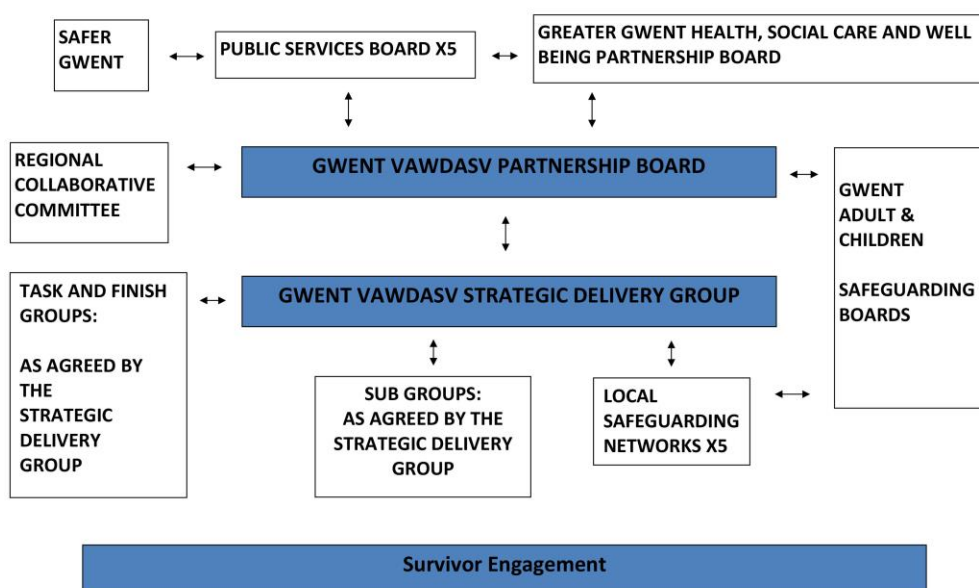 SAFER
GWENT
PUBLIC SERVICES BOARD X5
GREATER GWENT HEALTH, SOCIAL CARE AND WELL
BEING PARTNERSHIP BOARD
REGIONAL
COLLABORATIVE
COMMITTEE
GWENT VAWDASV PARTNERSHIP BOARD
GWENT
ADULT &
CHILDREN
SAFEGUARDING
BOARDS
TASK AND FINISH
GROUPS:
AS AGREED BY
THE
STRATEGIC
DELIVERY
GROUP
GWENT VAWDASV STRATEGIC DELIVERY GROUP
SUB GROUPS:
AS AGREED BY THE
STRATEGIC DELIVERY
GROUP
LOCAL
SAFEGUARDING
NETWORKS X5
Survivor Engagement